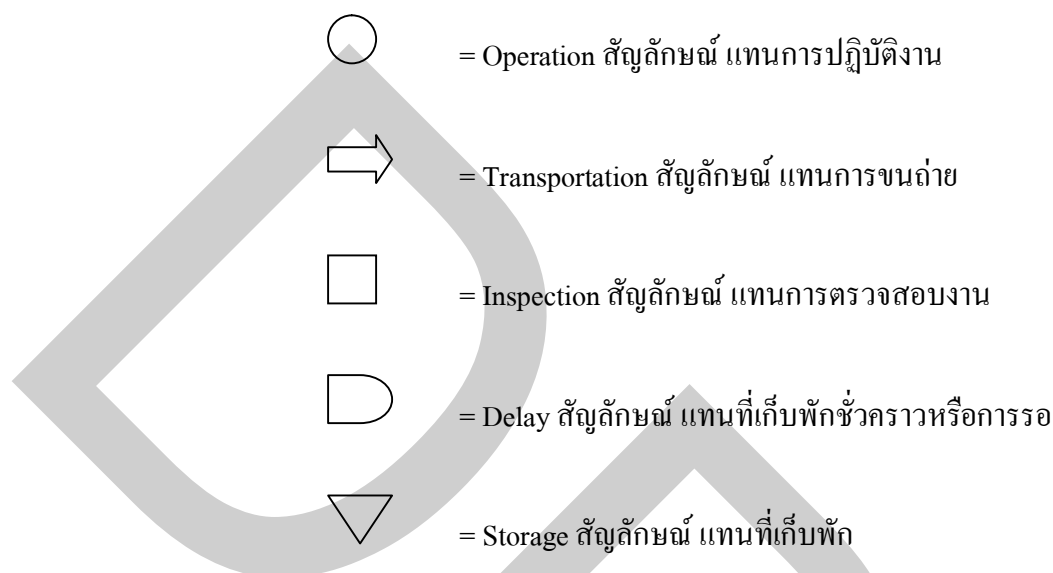 = Operation สัญลักษณ์ แทนการปฏิบัติงาน
= Transportation สัญลักษณ์ แทนการขนถ่าย
= Inspection สัญลักษณ์ แทนการตรวจสอบงาน
= Delay สัญลักษณ์ แทนที่เก็บพักชั่วคราวหรือการรอ
= Storage สัญลักษณ์ แทนที่เก็บพัก